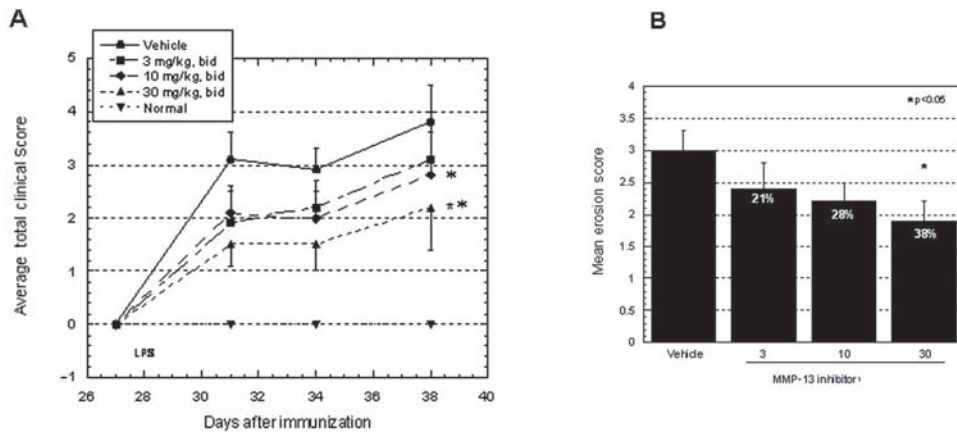 A
Vehicle
3 mg/kg, bid
10 mg/kg, bid
30 mg/kg, bid
Normal
5
4
3
2
1
0
−1
Average total clinical score
*
**
LPS
26 28 30 32 34 36 38 40
Days after immunization
B
*p<0.05
4
3.5
3
2.5
2
1.5
1
0.5
0
Mean erosion score
*
21%
28%
38%
Vehicle 3 10 30
MMP-13 inhibitor